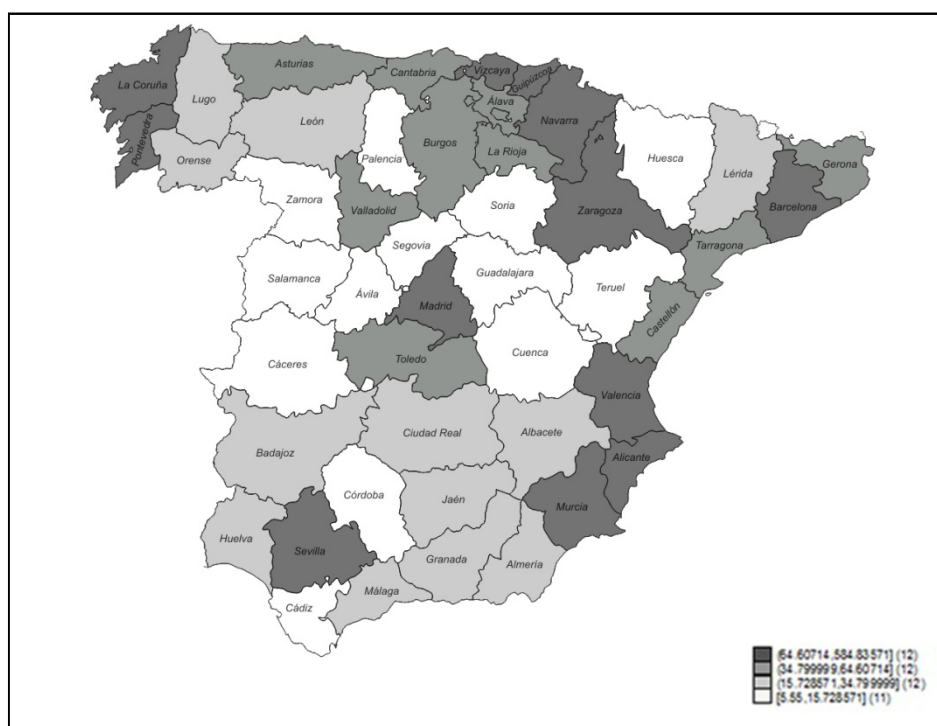 Asturias
Cantabria
Vizcaya
Guipúzcoa
La Coruña
Lugo
Álava
Navarra
León
Pontevedra
Burgos
La Rioja
Huesca
Gerona
Orense
Palencia
Lérida
Zamora
Soria
Zaragoza
Barcelona
Valladolid
Segovia
Tarragona
Salamanca
Guadalajara
Ávila
Teruel
Madrid
Castellón
Cáceres
Toledo
Cuenca
Valencia
Ciudad Real
Albacete
Badajoz
Alicante
Córdoba
Jaén
Murcia
Huelva
Sevilla
Granada
Almería
Málaga
Cádiz
(64.60714,584.83571] (12)
(34.799999,64.60714] (12)
(15.728571,34.799999] (12)
[5.55,15.728571] (11)